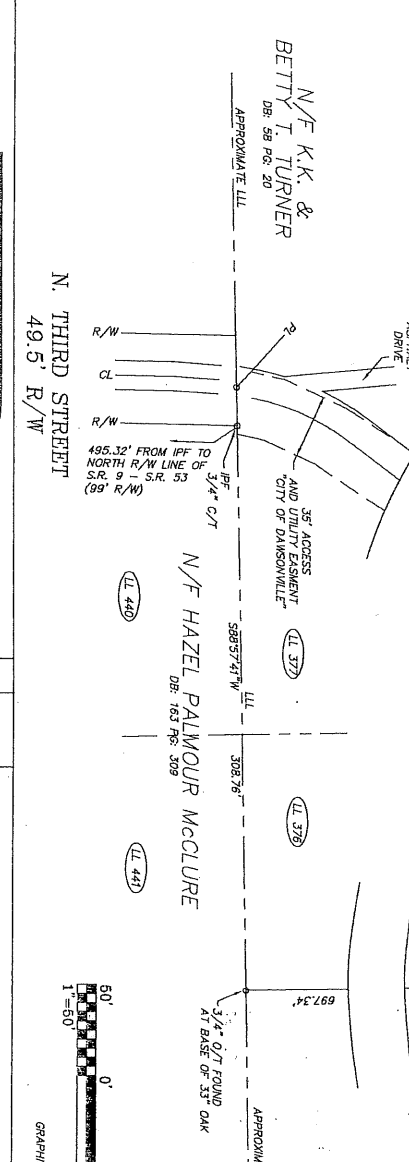 N/F K.K. &
BETTY T. TURNER
DB: 58 PG: 20
APPROXIMATE LLL
DRIVE
PL
R/W
CL
R/W
N. THIRD STREET
49.5' R/W
495.32' FROM IPF TO
NORTH R/W LINE OF
S.R. 9 – S.R. 53
(99' R/W)
IPF
3/4" C/T
35' ACCESS
AND UTILITY EASMENT
"CITY OF DAWSONVILLE"
LL 377
LL 440
S88°57'41"W
LLL
308.76'
N/F HAZEL PALMOUR McCLURE
DB: 163 PG: 309
LL 376
LL 441
697.34'
3/4" O/T FOUND
AT BASE OF 33" OAK
APPROXIM
50'
0'
1"=50'
GRAPHI